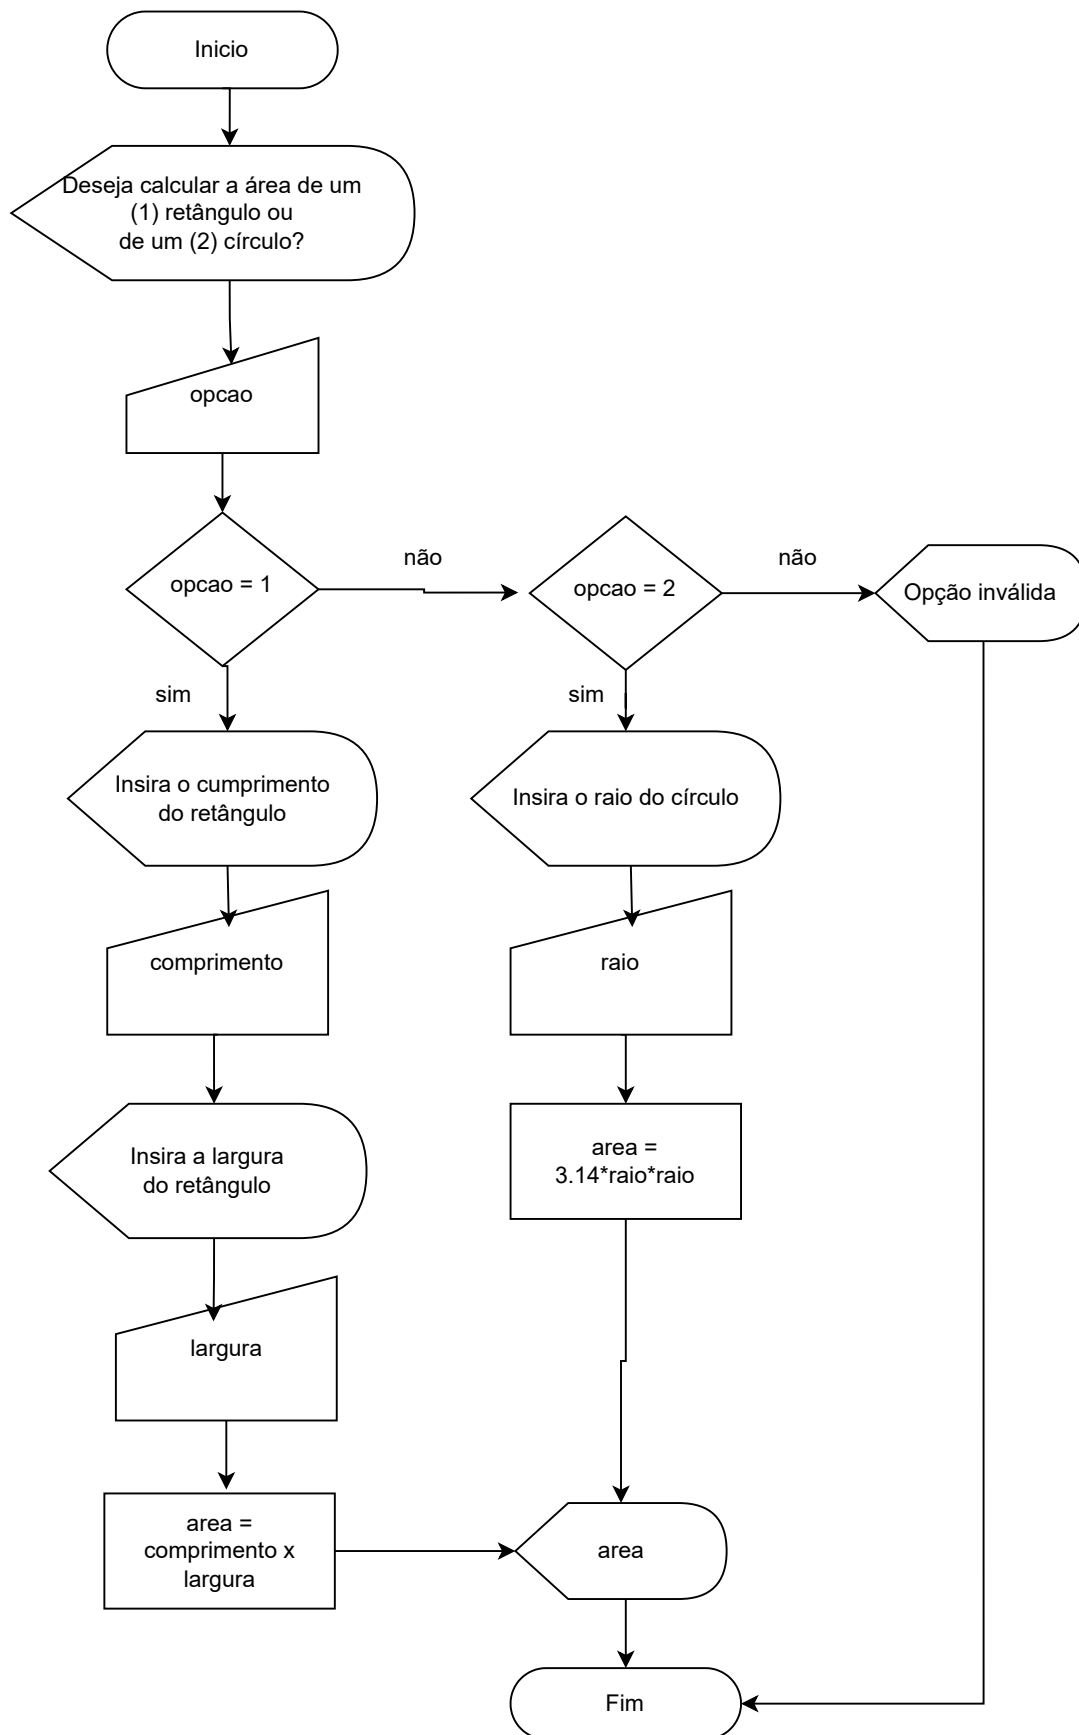 Inicio
Deseja calcular a área de um
(1) retângulo ou
de um (2) círculo?
opcao
opcao = 1
não
opcao = 2
não
Opção inválida
sim
sim
Insira o cumprimento
do retângulo
Insira o raio do círculo
comprimento
raio
Insira a largura
do retângulo
area =
3.14*raio*raio
largura
area =
comprimento x
largura
area
Fim